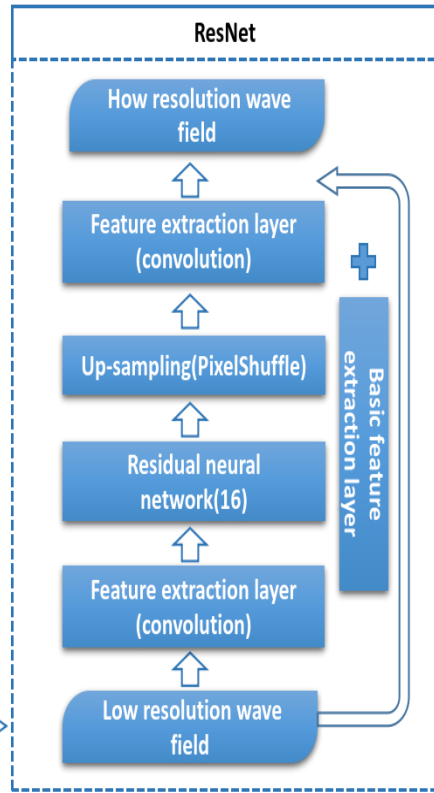 ResNet
How resolution wave
field
Feature extraction layer
(convolution)
Up-sampling(PixelShuffle)
Residual neural
network(16)
Feature extraction layer
(convolution)
Low resolution wave
field
Basic feature
extraction layer